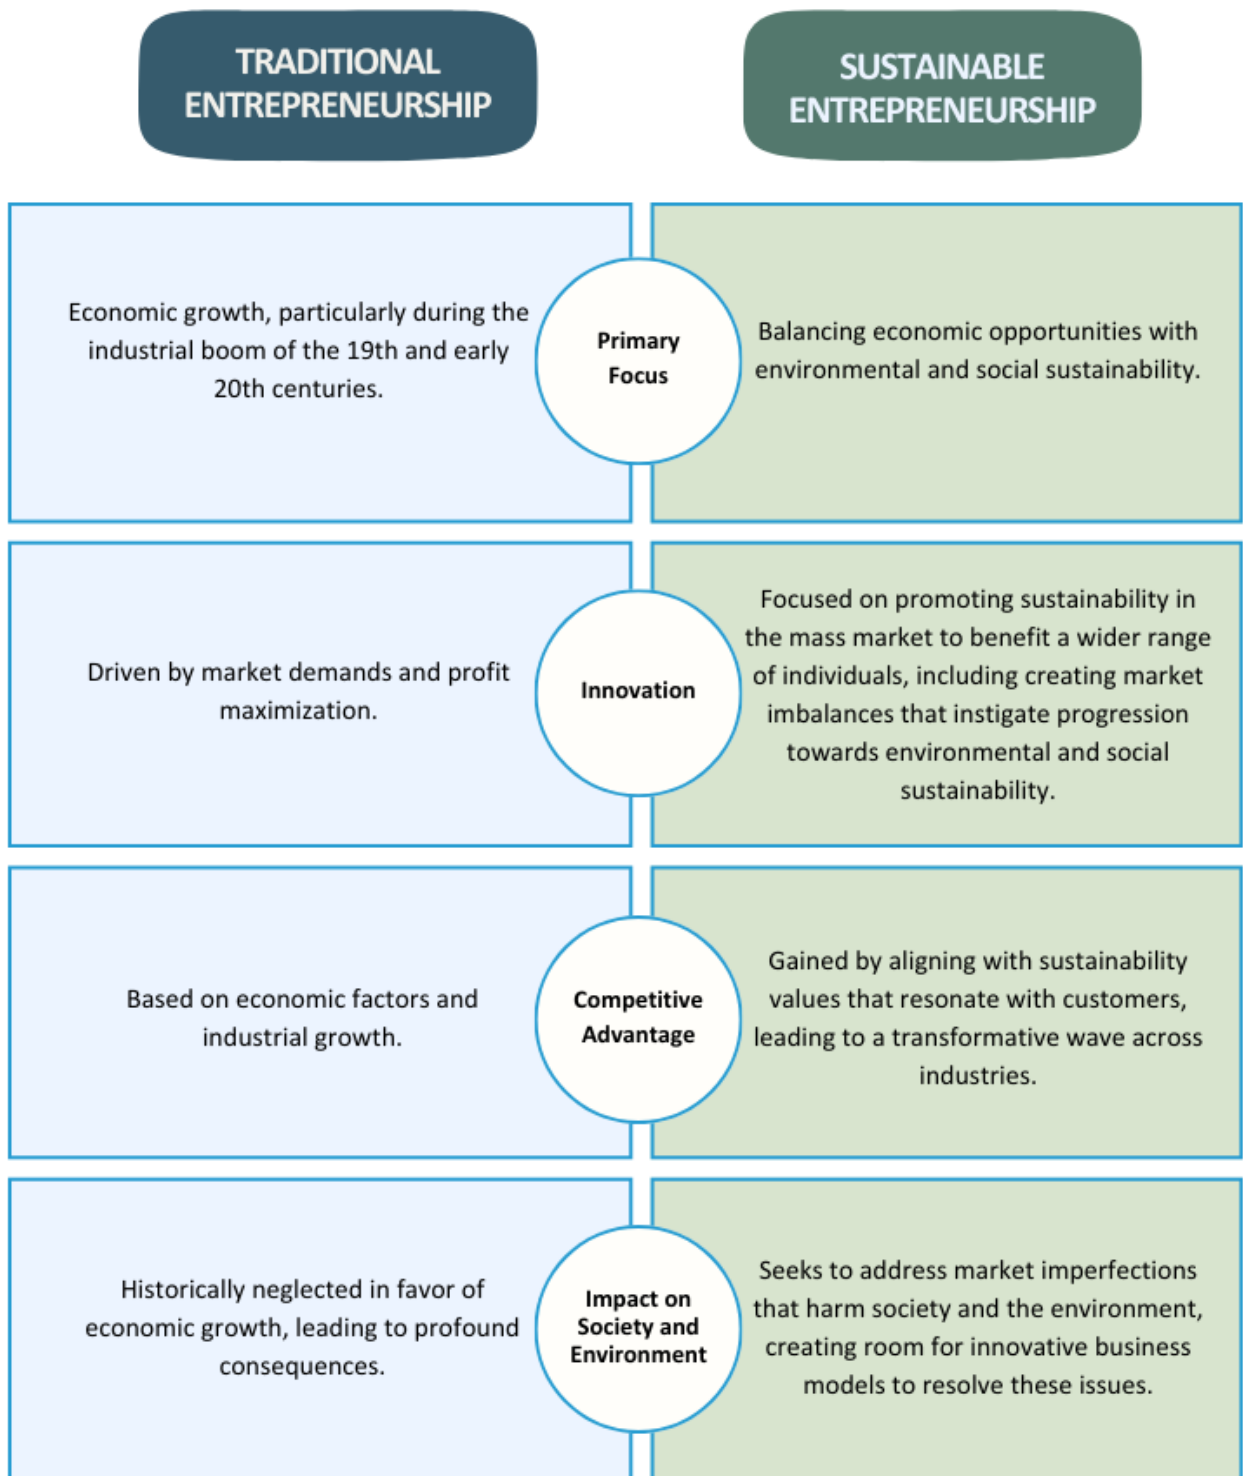 TRADITIONAL
ENTREPRENEURSHIP
SUSTAINABLE
ENTREPRENEURSHIP
Economic growth, particularly during the
industrial boom of the 19th and early
20th centuries.
Primary
Focus
Balancing economic opportunities with
environmental and social sustainability.
Driven by market demands and profit
maximization.
Innovation
Focused on promoting sustainability in
the mass market to benefit a wider range
of individuals, including creating market
imbalances that instigate progression
towards environmental and social
sustainability.
Based on economic factors and
industrial growth.
Competitive
Advantage
Gained by aligning with sustainability
values that resonate with customers,
leading to a transformative wave across
industries.
Historically neglected in favor of
economic growth, leading to profound
consequences.
Impact on
Society and
Environment
Seeks to address market imperfections
that harm society and the environment,
creating room for innovative business
models to resolve these issues.